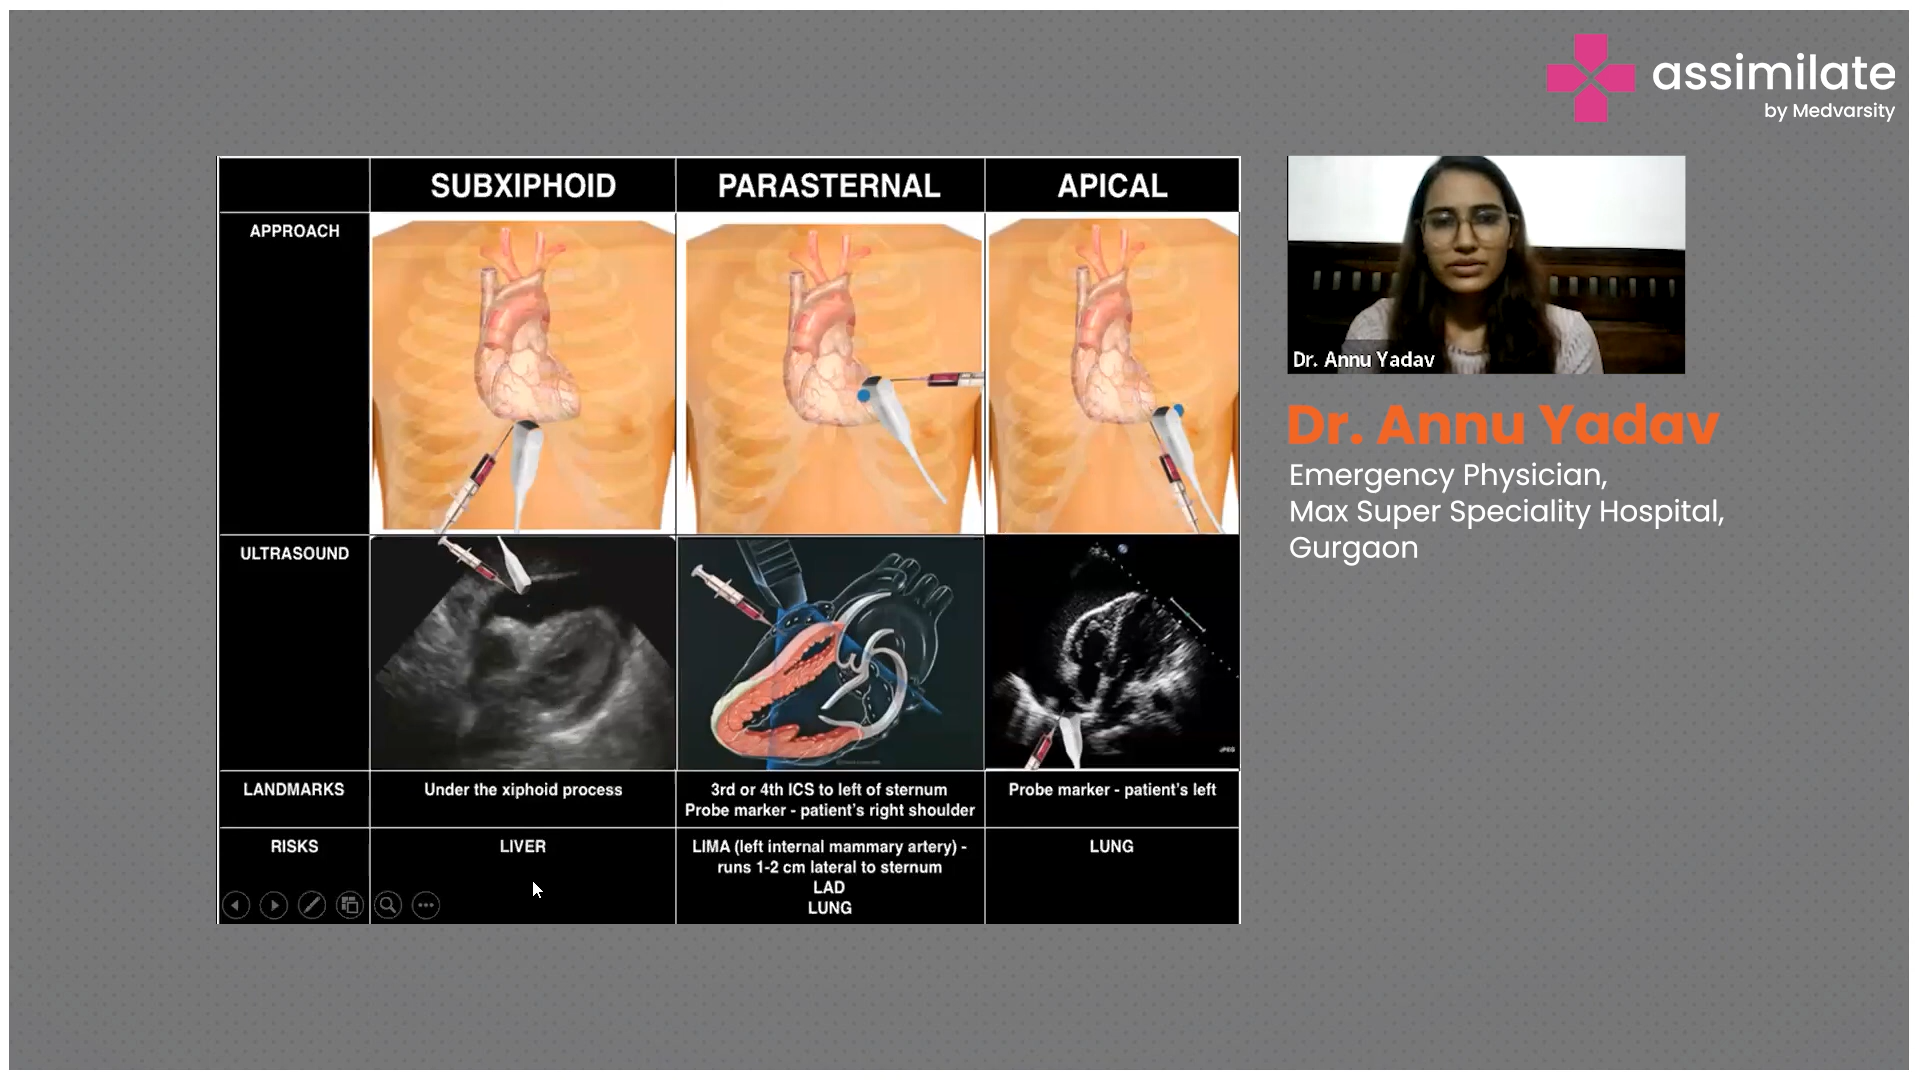 assimilate
by Medvarsity
SUBXIPHOID
PARASTERNAL
APICAL
APPROACH
ULTRASOUND
LANDMARKS
Under the xiphoid process
3rd or 4th ICS to left of sternum
Probe marker - patient's right shoulder
Probe marker - patient's left
RISKS
LIVER
LIMA (left internal mammary artery) -
runs 1-2 cm lateral to sternum
LAD
LUNG
LUNG
JPEG
Dr. Annu Yadav
Dr. Annu Yadav
Emergency Physician,
Max Super Speciality Hospital,
Gurgaon